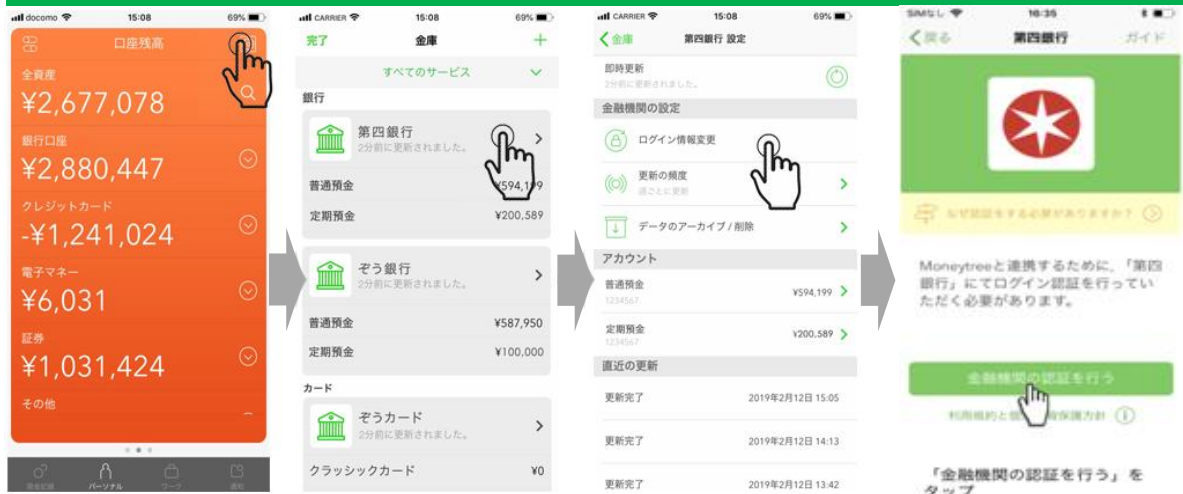 docomo 15:08 69%
口座残高
全資産
¥2,677,078
銀行口座
¥2,880,447
クレジットカード
-¥1,241,024
電子マネー
¥6,031
証券
¥1,031,424
その他
パーソナル
ワーク
CARRIER 15:08 69%
完了 金庫
すべてのサービス
銀行
第四銀行
2分前に更新されました。
普通預金 ¥594,199
定期預金 ¥200,589
ぞう銀行
2分前に更新されました。
普通預金 ¥587,950
定期預金 ¥100,000
カード
ぞうカード
2分前に更新されました。
クラッシックカード ¥0
CARRIER 15:08 69%
金庫 第四銀行 設定
即時更新
2分前に更新されました。
金融機関の設定
ログイン情報変更
更新の頻度
週ごとに更新
データのアーカイブ / 削除
アカウント
普通預金 ¥594,199
1234567
定期預金 ¥200,589
1234567
直近の更新
更新完了 2019年2月12日 15:05
更新完了 2019年2月12日 14:13
更新完了 2019年2月12日 13:42
SIMなし 16:35
戻る 第四銀行 ガイド
なぜ認証をする必要がありますか?
Moneytreeと連携するために、「第四
銀行」にてログイン認証を行ってい
ただく必要があります。
金融機関の認証を行う
利用規約と 保護方針
「金融機関の認証を行う」を
タップ